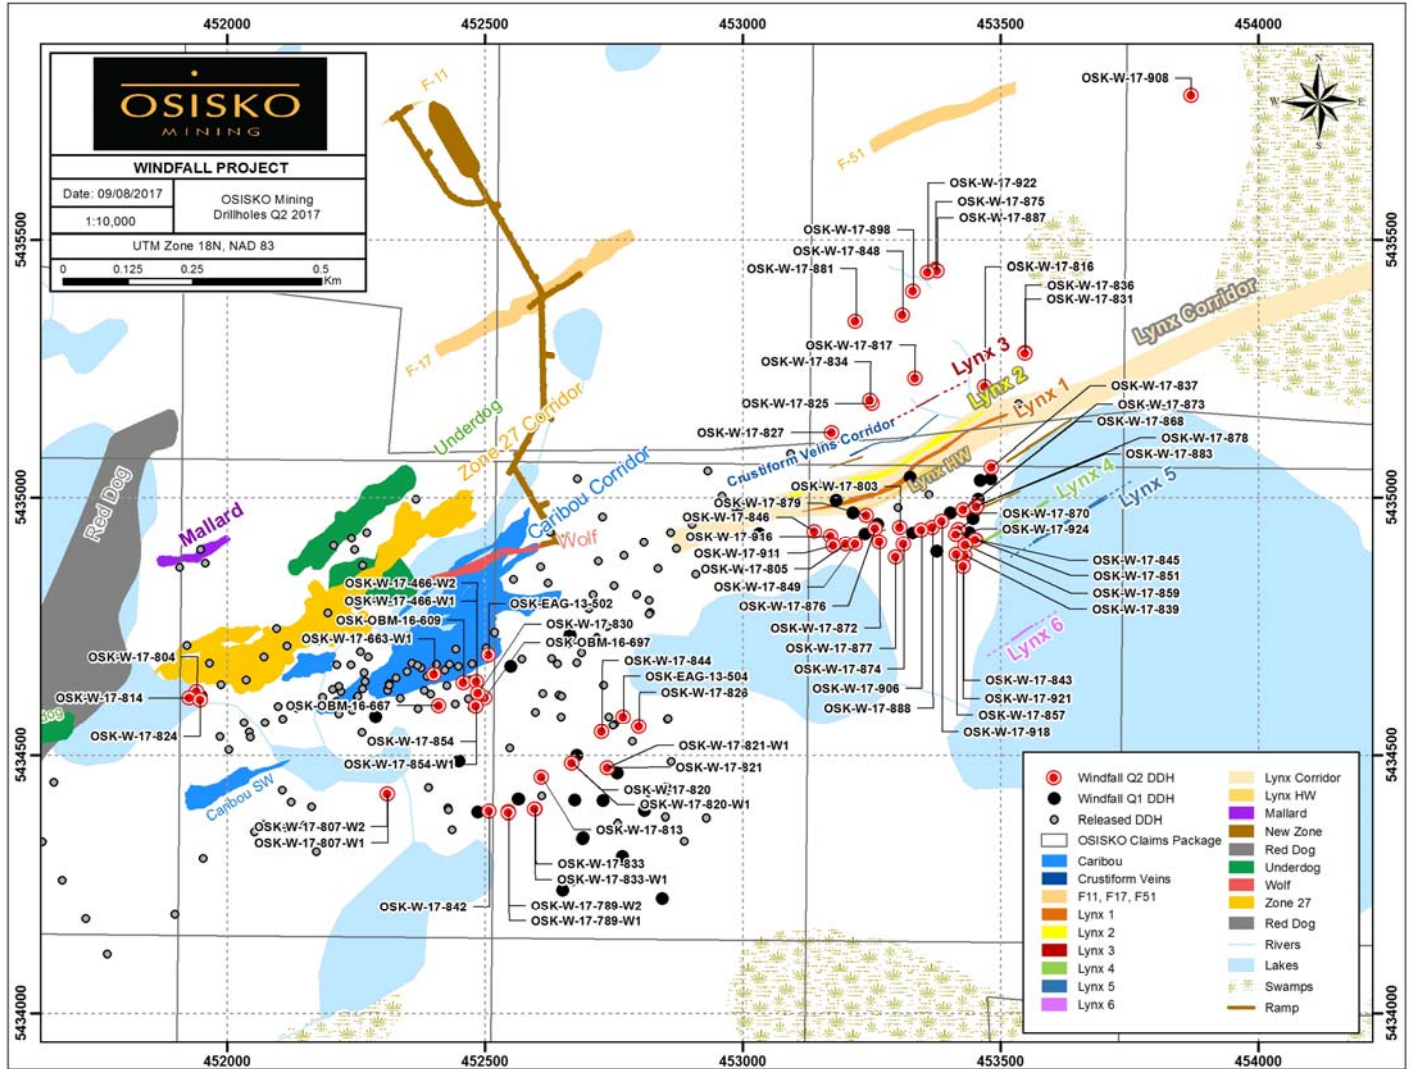 452000
452500
453000
453500
454000
OSISKO
MINING
WINDFALL PROJECT
Date: 09/08/2017
1:10,000
OSISKO Mining
Drillholes Q2 2017
UTM Zone 18N, NAD 83
0
0.125
0.25
0.5
Km
N
W
E
S
F-11
F-51
F-17
OSK-W-17-908
OSK-W-17-922
OSK-W-17-875
OSK-W-17-887
OSK-W-17-898
OSK-W-17-848
OSK-W-17-881
OSK-W-17-816
OSK-W-17-836
OSK-W-17-831
5435500
5435500
Lynx Corridor
OSK-W-17-817
OSK-W-17-834
OSK-W-17-825
OSK-W-17-827
Lynx 3
Lynx 2
Lynx 1
OSK-W-17-837
OSK-W-17-873
OSK-W-17-868
OSK-W-17-878
OSK-W-17-883
Underdog
Zone 27 Corridor
Caribou Corridor
Crustiform Veins Corridor
Lynx HW
Lynx 4
Lynx 5
Lynx 6
Red Dog
Mallard
Wolf
5435000
5435000
OSK-W-17-803
OSK-W-17-879
OSK-W-17-846
OSK-W-17-916
OSK-W-17-911
OSK-W-17-805
OSK-W-17-849
OSK-W-17-876
OSK-W-17-872
OSK-W-17-877
OSK-W-17-874
OSK-W-17-906
OSK-W-17-888
OSK-W-17-870
OSK-W-17-924
OSK-W-17-845
OSK-W-17-851
OSK-W-17-859
OSK-W-17-839
OSK-W-17-843
OSK-W-17-921
OSK-W-17-857
OSK-W-17-918
OSK-W-17-466-W2
OSK-W-17-466-W1
OSK-OBM-16-609
OSK-W-17-663-W1
OSK-EAG-13-502
OSK-W-17-830
OSK-OBM-16-697
OSK-W-17-844
OSK-EAG-13-504
OSK-W-17-826
OSK-W-17-804
OSK-W-17-814
OSK-W-17-824
dog
OSK-OBM-16-667
OSK-W-17-854
OSK-W-17-854-W1
OSK-W-17-821-W1
OSK-W-17-821
OSK-W-17-820
OSK-W-17-820-W1
OSK-W-17-813
5434500
5434500
Caribou SW
OSK-W-17-807-W2
OSK-W-17-807-W1
OSK-W-17-833
OSK-W-17-833-W1
OSK-W-17-842
OSK-W-17-789-W2
OSK-W-17-789-W1
Windfall Q2 DDH
Windfall Q1 DDH
Released DDH
OSISKO Claims Package
Caribou
Crustiform Veins
F11, F17, F51
Lynx 1
Lynx 2
Lynx 3
Lynx 4
Lynx 5
Lynx 6
Lynx Corridor
Lynx HW
Mallard
New Zone
Red Dog
Underdog
Wolf
Zone 27
Red Dog
Rivers
Lakes
Swamps
Ramp
5434000
5434000
452000
452500
453000
453500
454000